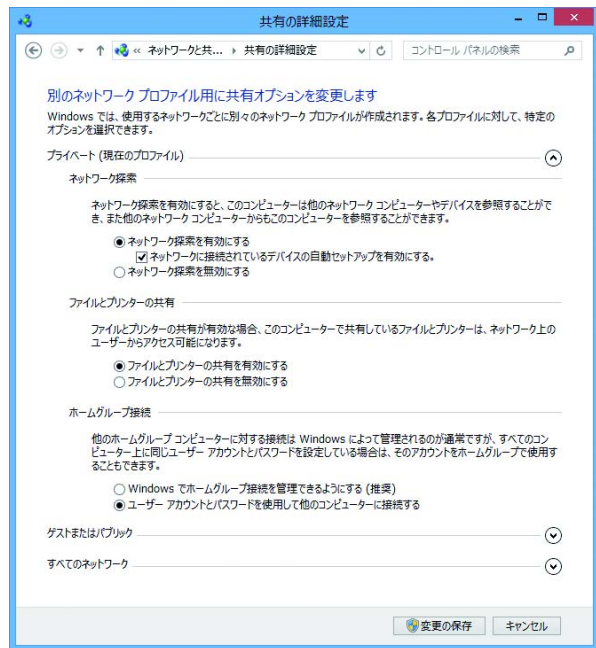 共有の詳細設定
« ネットワークと共... 共有の詳細設定 コントロール パネルの検索
別のネットワーク プロファイル用に共有オプションを変更します
Windows では、使用するネットワークごとに別々のネットワーク プロファイルが作成されます。各プロファイルに対して、特定の
オプションを選択できます。
プライベート (現在のプロファイル)
ネットワーク探索
ネットワーク探索を有効にすると、このコンピューターは他のネットワーク コンピューターやデバイスを参照することがで
き、また他のネットワーク コンピューターからもこのコンピューターを参照することができます。
ネットワーク探索を有効にする
ネットワークに接続されているデバイスの自動セットアップを有効にする。
ネットワーク探索を無効にする
ファイルとプリンターの共有
ファイルとプリンターの共有が有効な場合、このコンピューターで共有しているファイルとプリンターは、ネットワーク上の
ユーザーからアクセス可能になります。
ファイルとプリンターの共有を有効にする
ファイルとプリンターの共有を無効にする
ホームグループ接続
他のホームグループ コンピューターに対する接続は Windows によって管理されるのが通常ですが、すべてのコン
ピューター上に同じユーザー アカウントとパスワードを設定している場合は、そのアカウントをホームグループで使用す
ることもできます。
Windows でホームグループ接続を管理できるようにする (推奨)
ユーザー アカウントとパスワードを使用して他のコンピューターに接続する
ゲストまたはパブリック
すべてのネットワーク
変更の保存 キャンセル